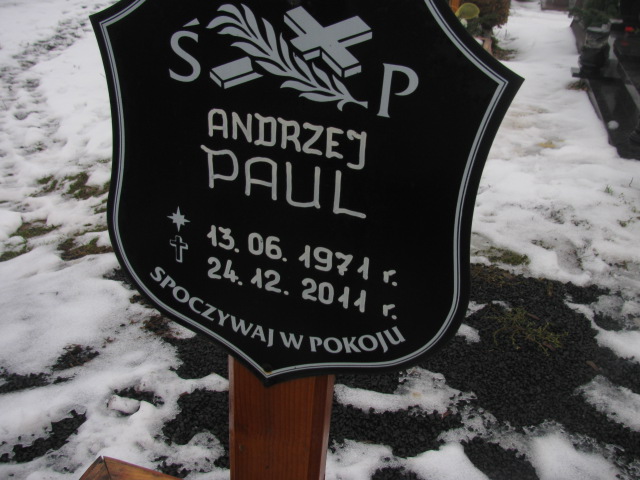 Ś P
ANDRZEJ
PAUL
13. 06. 1971 r.
24. 12. 2011 r.
SPOCZYWAJ W POKOJU